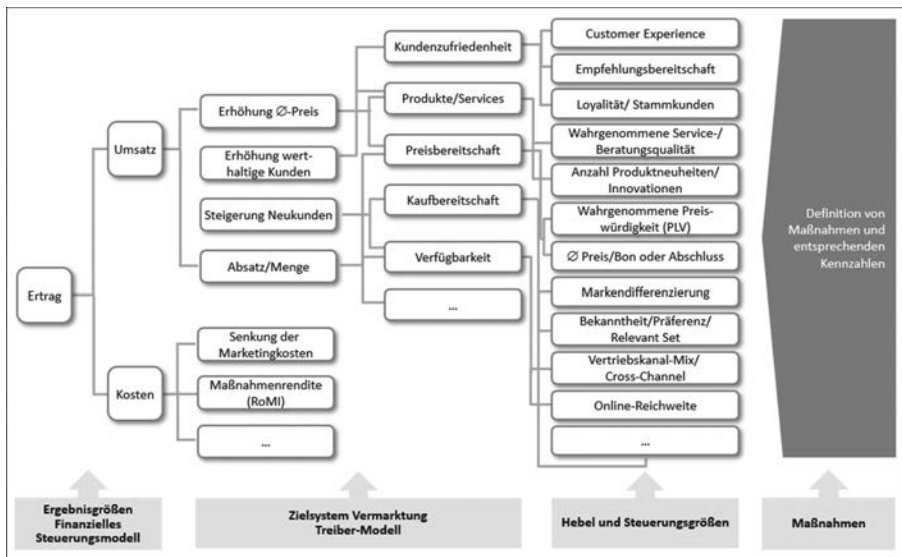 Ertrag
Umsatz
Kosten
Erhöhung Ø-Preis
Erhöhung wert-
haltige Kunden
Steigerung Neukunden
Absatz/Menge
Senkung der
Marketingkosten
Maßnahmenrendite
(RoMI)
...
Kundenzufriedenheit
Produkte/Services
Preisbereitschaft
Kaufbereitschaft
Verfügbarkeit
...
Customer Experience
Empfehlungsbereitschaft
Loyalität/ Stammkunden
Wahrgenommene Service-/
Beratungsqualität
Anzahl Produktneuheiten/
Innovationen
Wahrgenommene Preis-
würdigkeit (PLV)
Ø Preis/Bon oder Abschluss
Markendifferenzierung
Bekanntheit/Präferenz/
Relevant Set
Vertriebskanal-Mix/
Cross-Channel
Online-Reichweite
...
Definition von
Maßnahmen und
entsprechenden
Kennzahlen
Ergebnisgrößen
Finanzielles
Steuerungsmodell
Zielsystem Vermarktung
Treiber-Modell
Hebel und Steuerungsgrößen
Maßnahmen